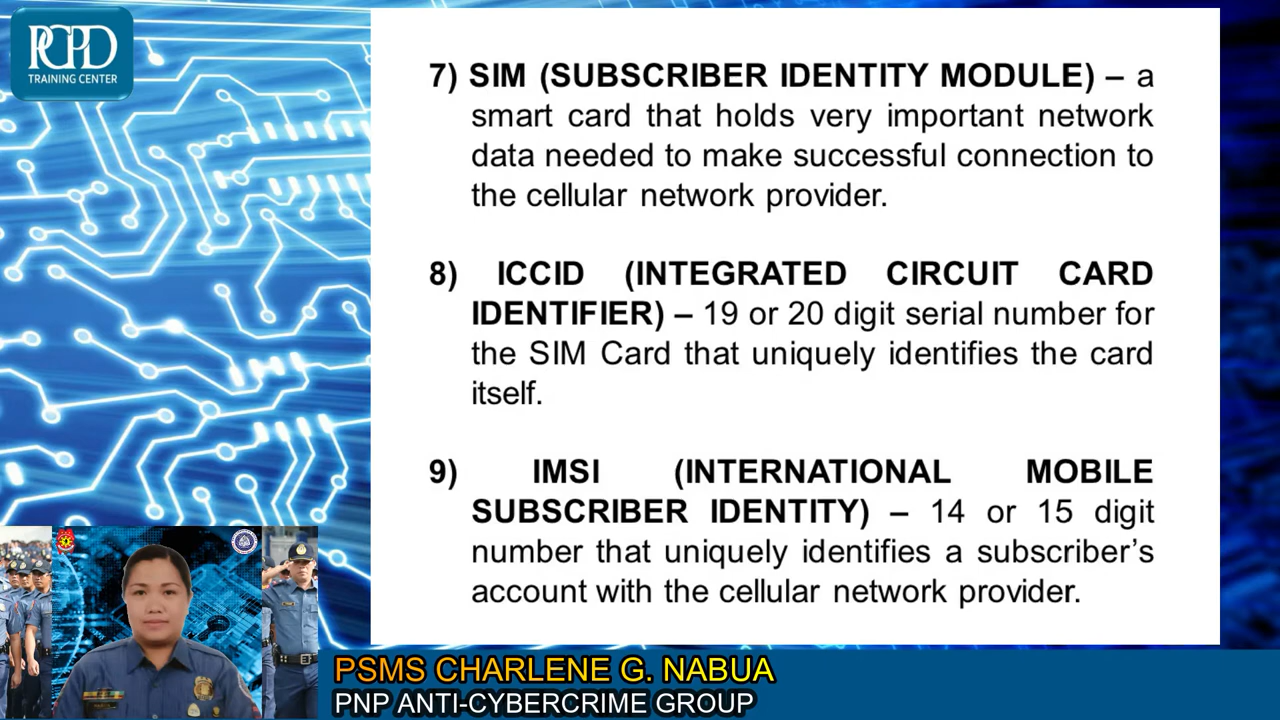 PCPD
TRAINING CENTER
7) SIM (SUBSCRIBER IDENTITY MODULE) – a
smart card that holds very important network
data needed to make successful connection to
the cellular network provider.
8) ICCID (INTEGRATED CIRCUIT CARD
IDENTIFIER) – 19 or 20 digit serial number for
the SIM Card that uniquely identifies the card
itself.
9) IMSI (INTERNATIONAL MOBILE
SUBSCRIBER IDENTITY) – 14 or 15 digit
number that uniquely identifies a subscriber’s
account with the cellular network provider.
PSMS CHARLENE G. NABUA
PNP ANTI-CYBERCRIME GROUP